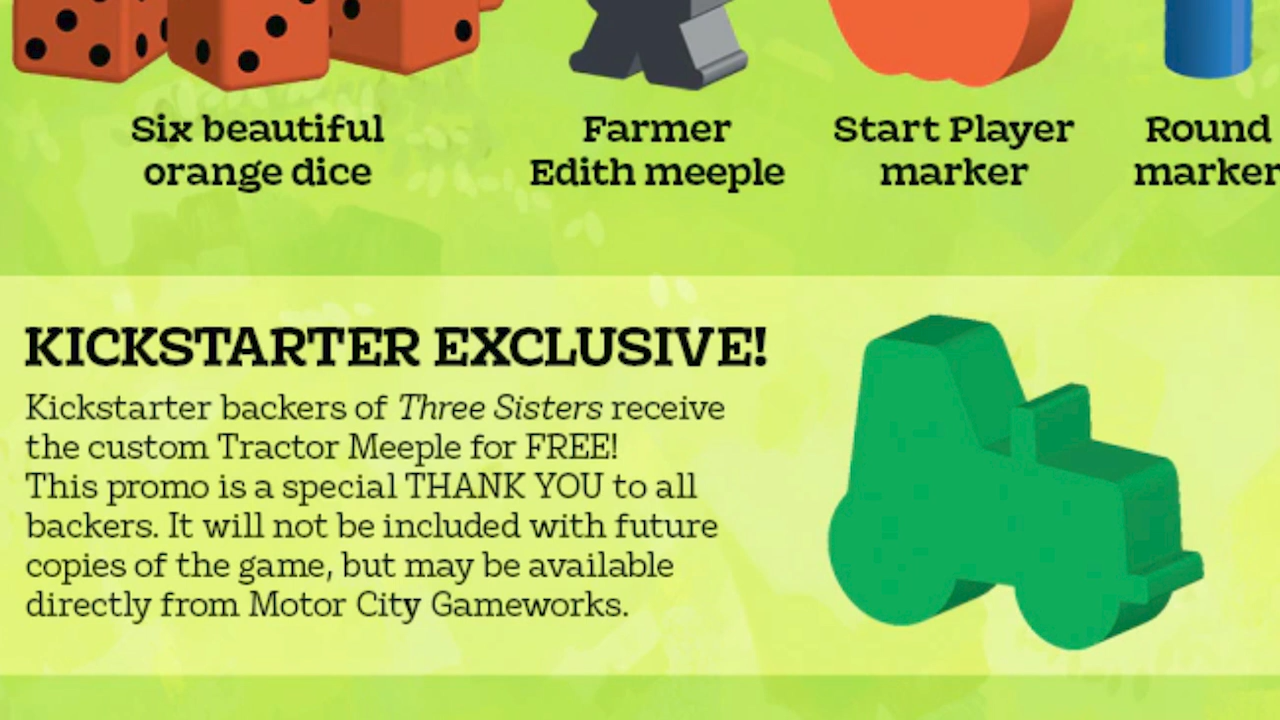 Six beautiful
orange dice
Farmer
Edith meeple
Start Player
marker
Round
marker
KICKSTARTER EXCLUSIVE!
Kickstarter backers of Three Sisters receive
the custom Tractor Meeple for FREE!
This promo is a special THANK YOU to all
backers. It will not be included with future
copies of the game, but may be available
directly from Motor City Gameworks.